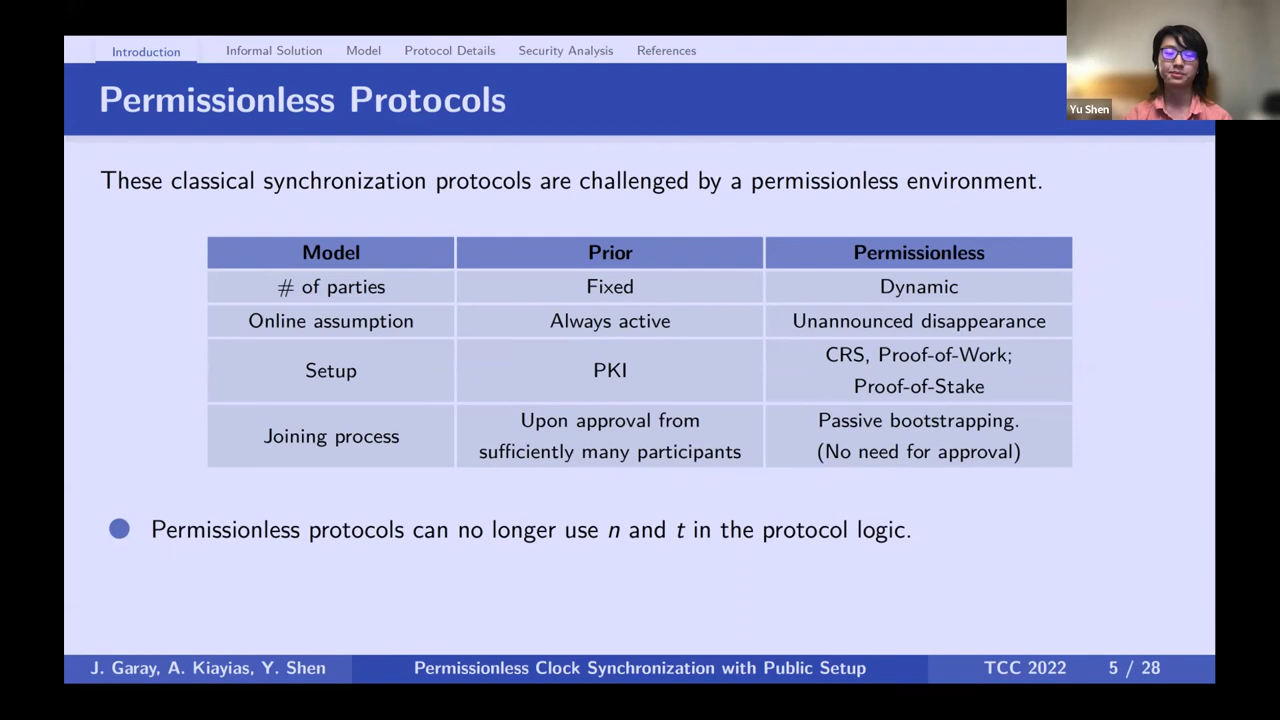 Introduction Informal Solution Model Protocol Details Security Analysis References
Permissionless Protocols
Yu Shen
These classical synchronization protocols are challenged by a permissionless environment.
Model Prior Permissionless
# of parties Fixed Dynamic
Online assumption Always active Unannounced disappearance
Setup PKI CRS, Proof-of-Work;
Proof-of-Stake
Joining process Upon approval from
sufficiently many participants
Passive bootstrapping.
(No need for approval)
Permissionless protocols can no longer use n and t in the protocol logic.
J. Garay, A. Kiayias, Y. Shen Permissionless Clock Synchronization with Public Setup TCC 2022 5 / 28